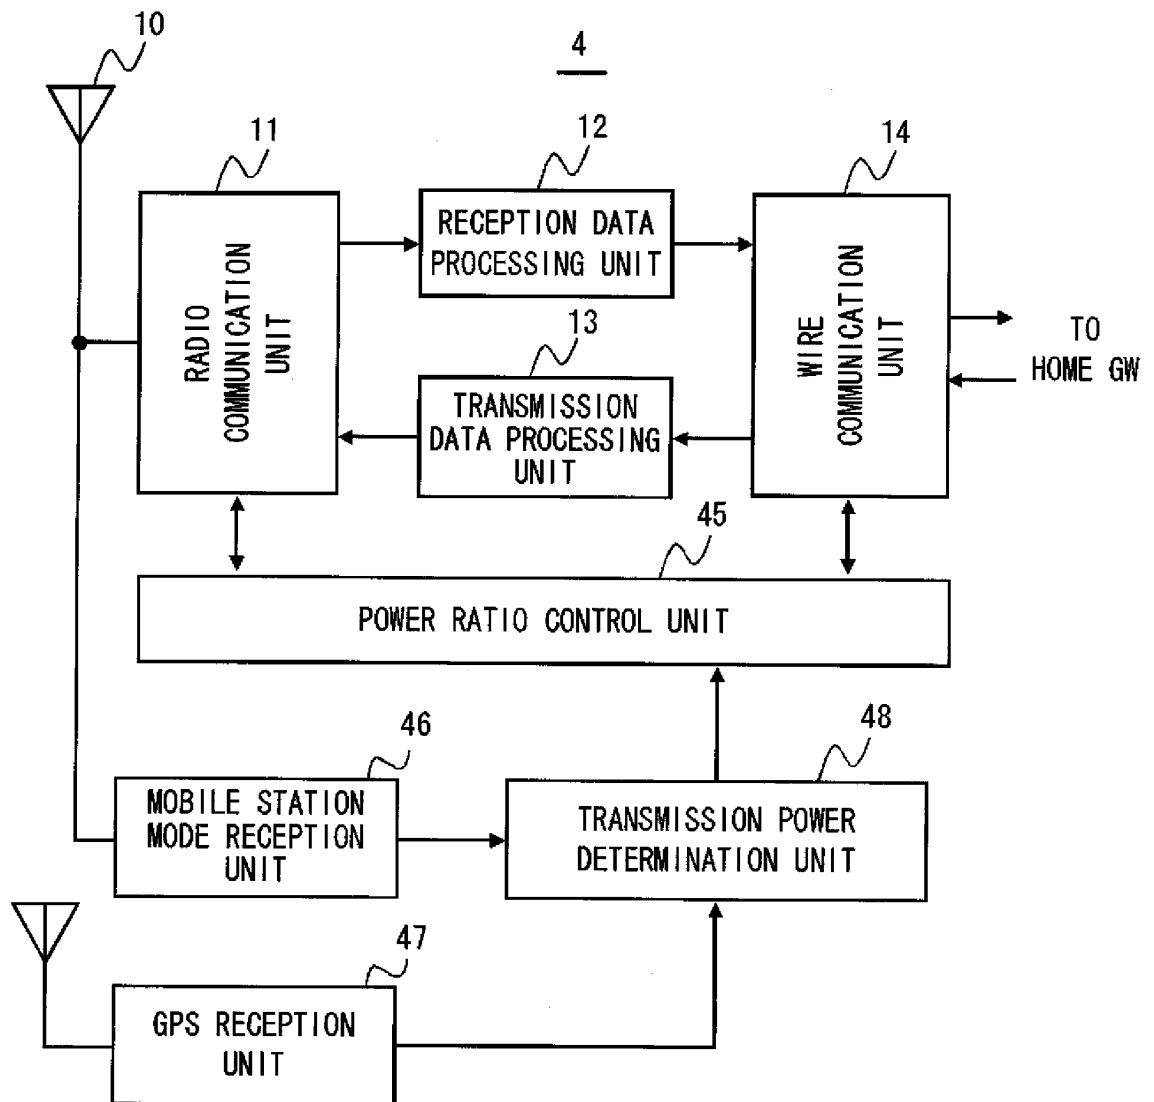 10
4
11
12
14
RADIO
COMMUNICATION
UNIT
RECEPTION DATA
PROCESSING UNIT
WIRE
COMMUNICATION
UNIT
13
TRANSMISSION
DATA PROCESSING
UNIT
TO
HOME GW
45
POWER RATIO CONTROL UNIT
46
48
MOBILE STATION
MODE RECEPTION
UNIT
TRANSMISSION POWER
DETERMINATION UNIT
47
GPS RECEPTION
UNIT